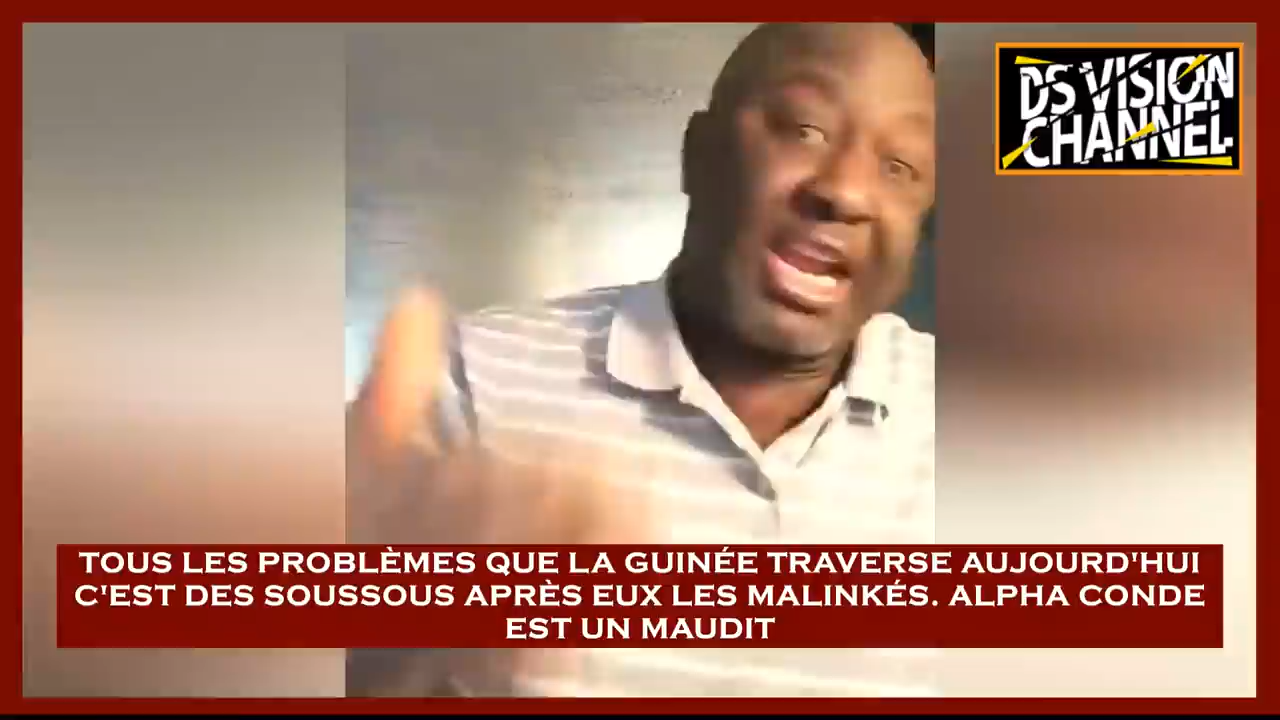 DS VISION
CHANNEL
TOUS LES PROBLÈMES QUE LA GUINÉE TRAVERSE AUJOURD'HUI
C'EST DES SOUSSOUS APRÈS EUX LES MALINKÉS. ALPHA CONDE
EST UN MAUDIT